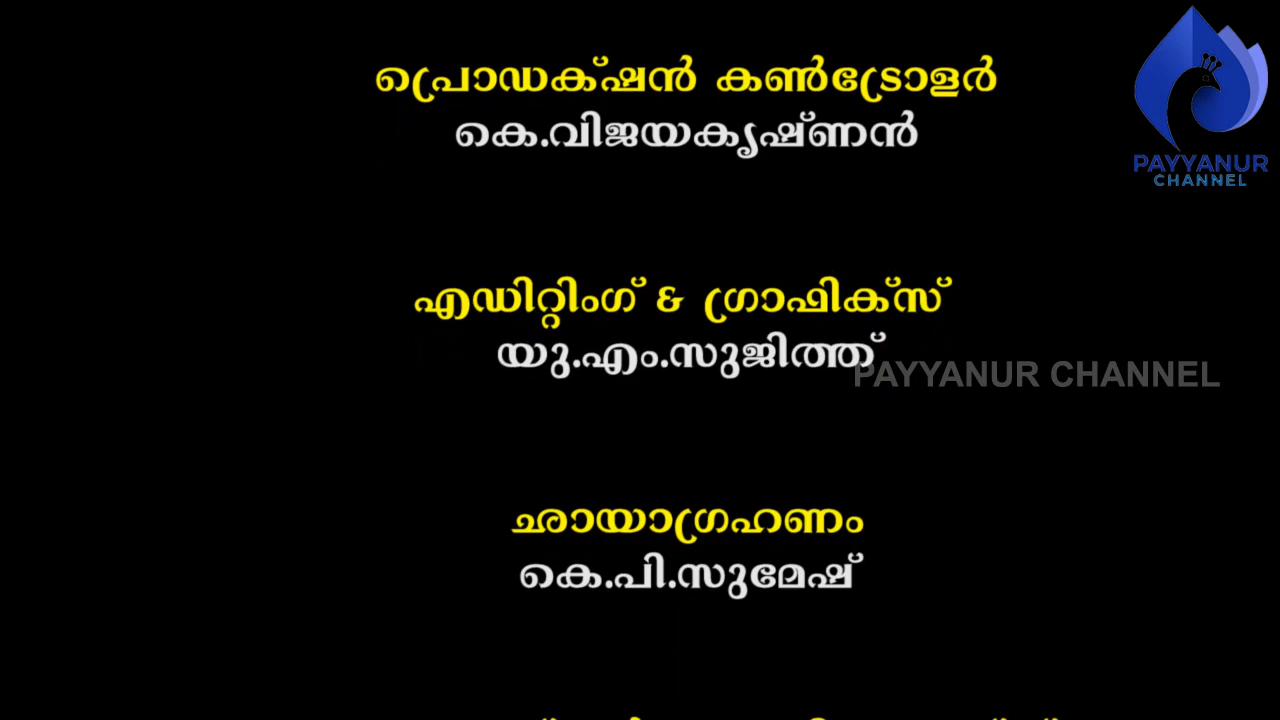 പ്രൊഡക്ഷൻ കൺട്രോളർ
കെ.വിജയകൃഷ്ണൻ
PAYYANUR
CHANNEL
എഡിറ്റിംഗ് & ഗ്രാഫിക്സ്
യു.എം.സുജിത്ത്
PAYYANUR CHANNEL
ഛായാഗ്രഹണം
കെ.പി.സുമേഷ്